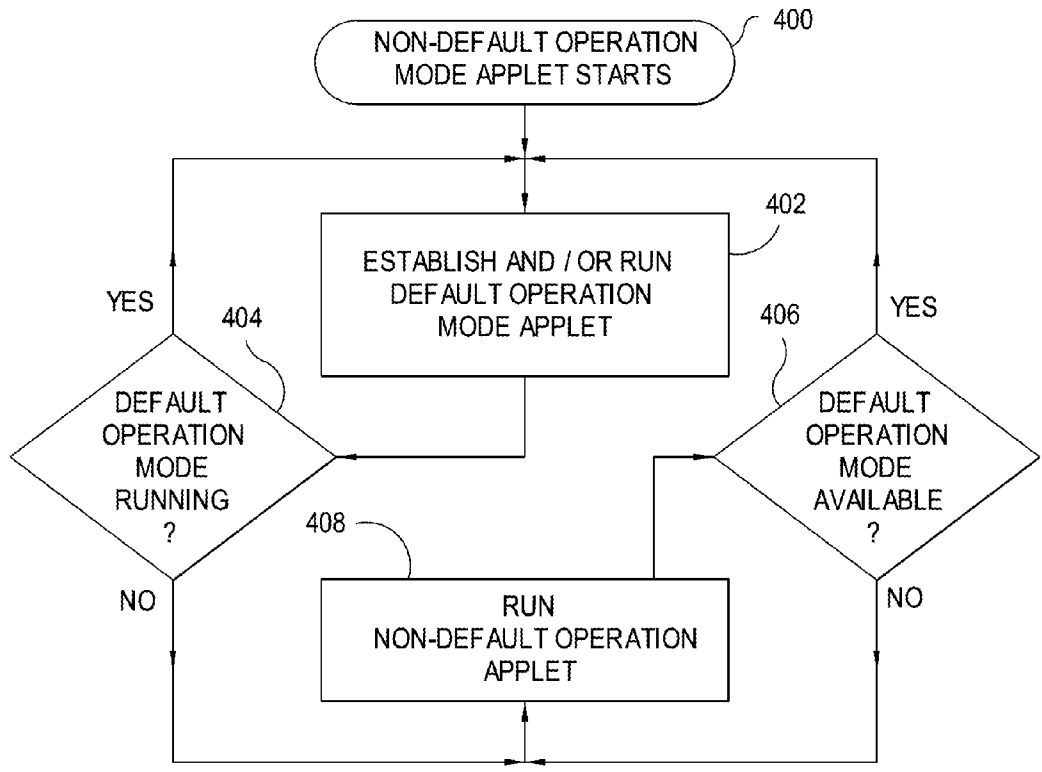 400
NON-DEFAULT OPERATION
MODE APPLET STARTS
402
ESTABLISH AND / OR RUN
DEFAULT OPERATION
MODE APPLET
YES
404
DEFAULT
OPERATION
MODE
RUNNING
?
NO
406
YES
DEFAULT
OPERATION
MODE
AVAILABLE
?
NO
408
RUN
NON-DEFAULT OPERATION
APPLET